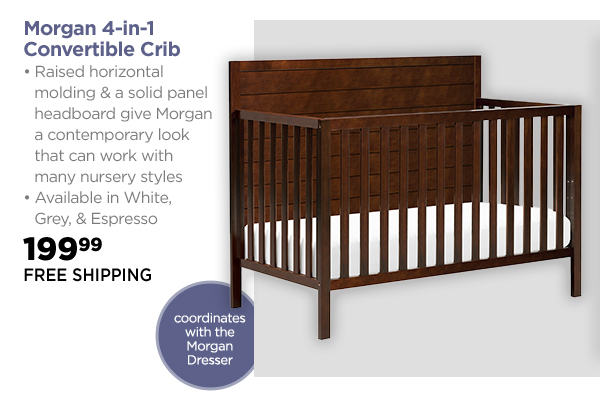 Morgan 4-in-1
Convertible Crib
• Raised horizontal
molding & a solid panel
headboard give Morgan
a contemporary look
that can work with
many nursery styles
• Available in White,
Grey, & Espresso
199⁹⁹
FREE SHIPPING
coordinates
with the
Morgan
Dresser